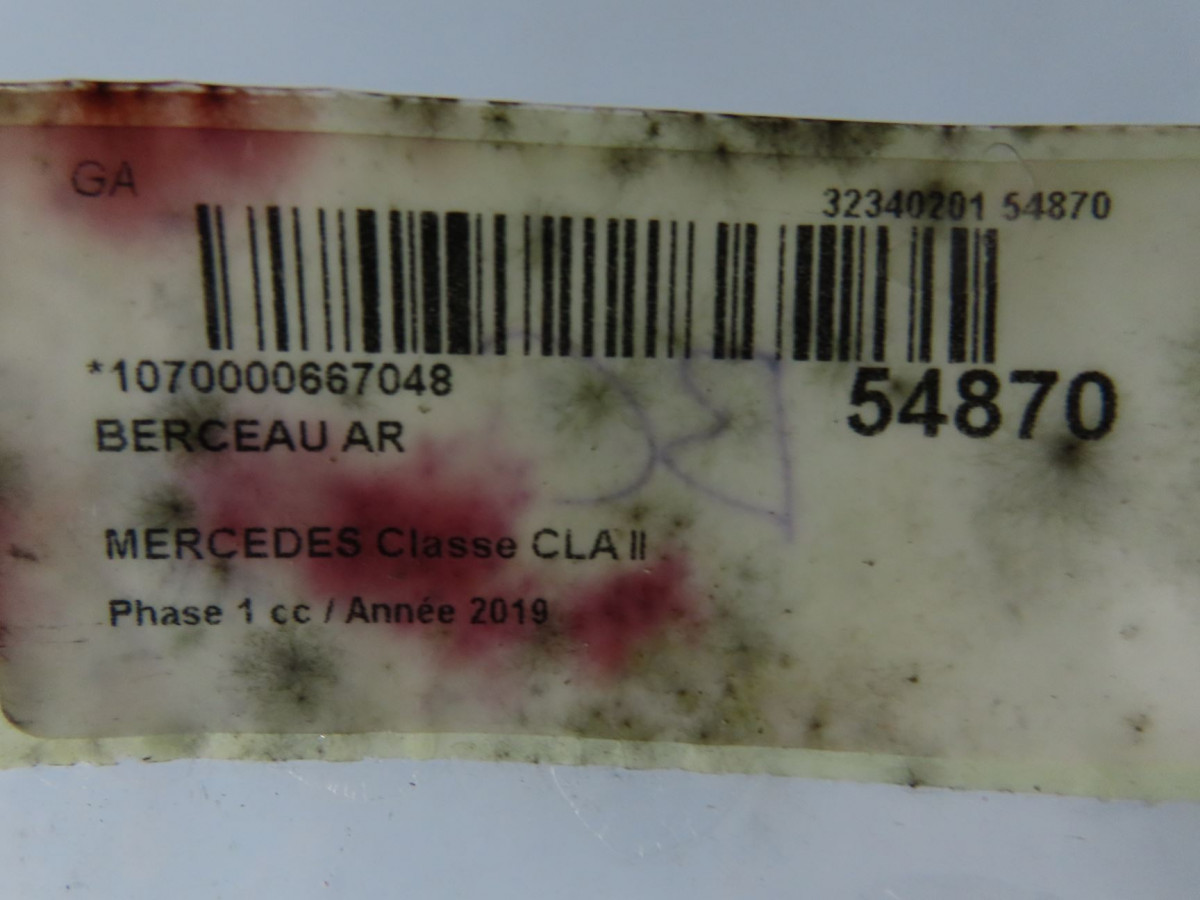 GA
32340201 54870
*1070000667048
54870
BERCEAU AR
MERCEDES Classe CLA II
Phase 1 cc / Année 2019